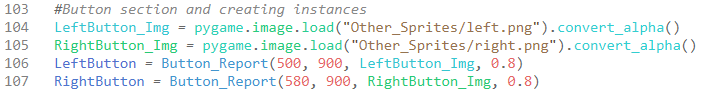 103 #Button section and creating instances
104 LeftButton_Img = pygame.image.load("Other_Sprites/left.png").convert_alpha()
105 RightButton_Img = pygame.image.load("Other_Sprites/right.png").convert_alpha()
106 LeftButton = Button_Report(500, 900, LeftButton_Img, 0.8)
107 RightButton = Button_Report(580, 900, RightButton_Img, 0.8)